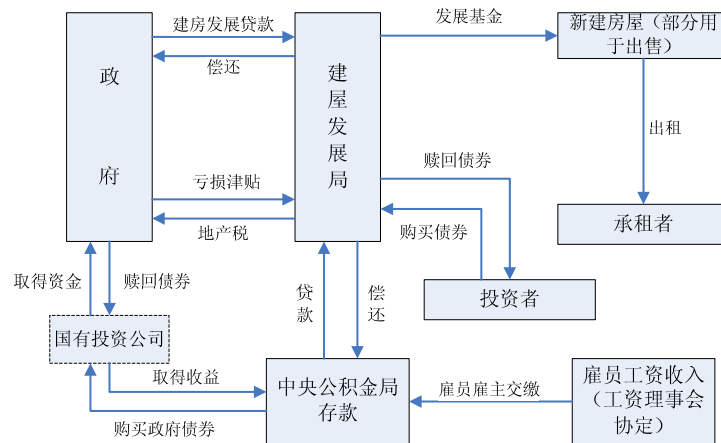 建房发展贷款
发展基金
新建房屋（部分用
于出售）
偿还
政
府
建
屋
发
展
局
出租
亏损津贴
赎回债券
地产税
购买债券
承租者
取得资金
赎回债券
贷
款
偿
还
投资者
国有投资公司
取得收益
中央公积金局
存款
雇员雇主交缴
雇员工资收入
（工资理事会
协定）
购买政府债券